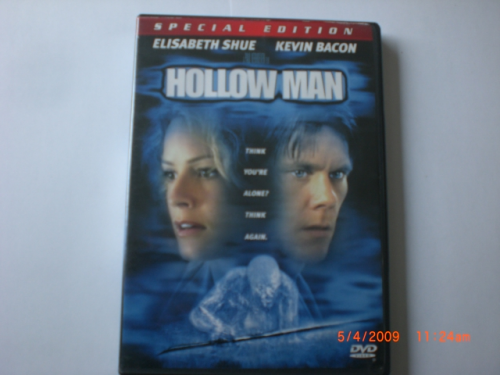 SPECIAL EDITION
ELISABETH SHUE KEVIN BACON
HOLLOW MAN
THINK
YOU'RE
ALONE?
THINK
AGAIN.
5/4/2009 11:24am
DVD